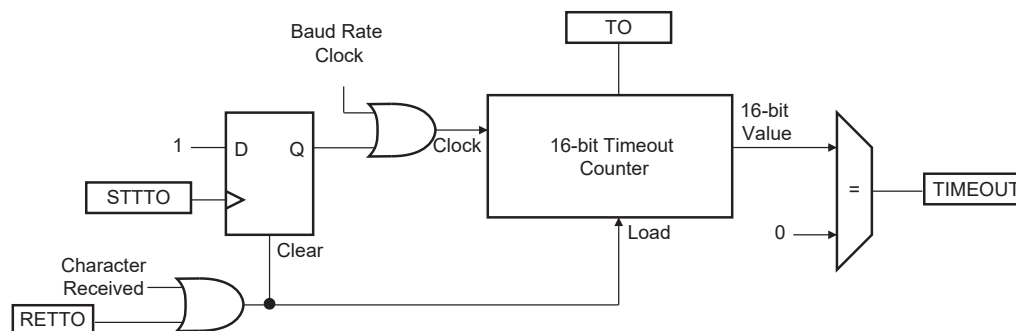 TO
Baud Rate
Clock
16-bit
Value
1
D
Q
Clock
16-bit Timeout
Counter
=
TIMEOUT
STTTO
Clear
Load
0
Character
Received
RETTO